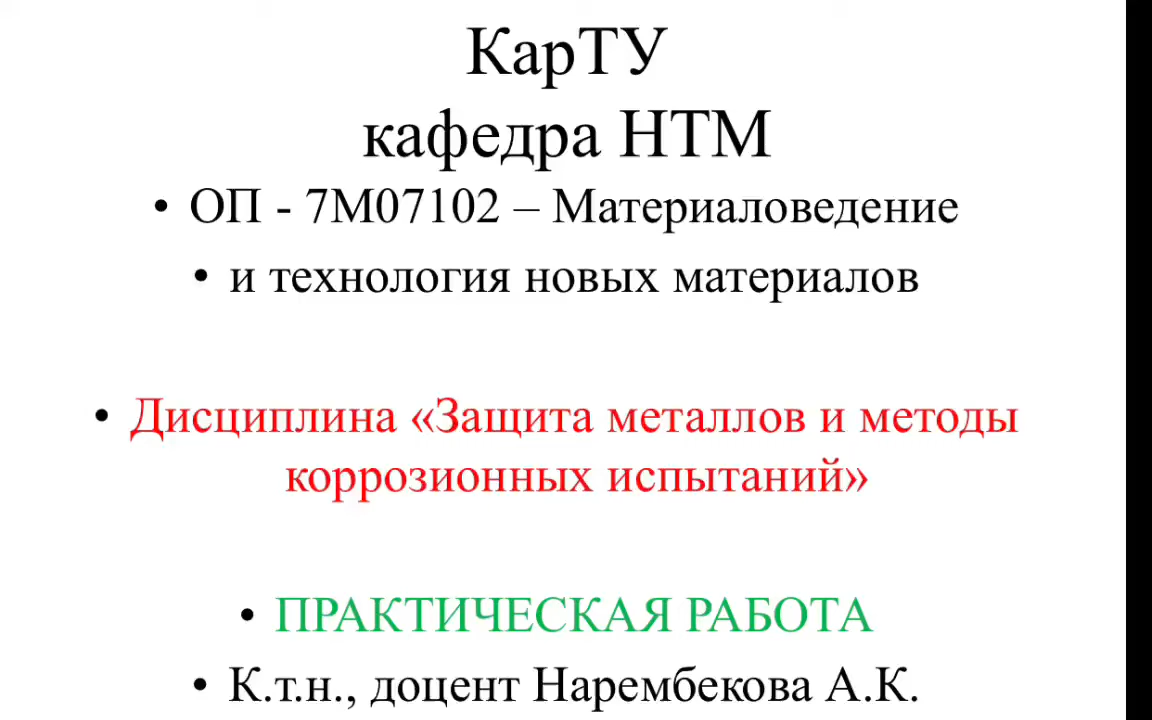 КарТУ
кафедра НТМ
• ОП - 7М07102 – Материаловедение
• и технология новых материалов
• Дисциплина «Защита металлов и методы
коррозионных испытаний»
• ПРАКТИЧЕСКАЯ РАБОТА
• К.т.н., доцент Нарембекова А.К.